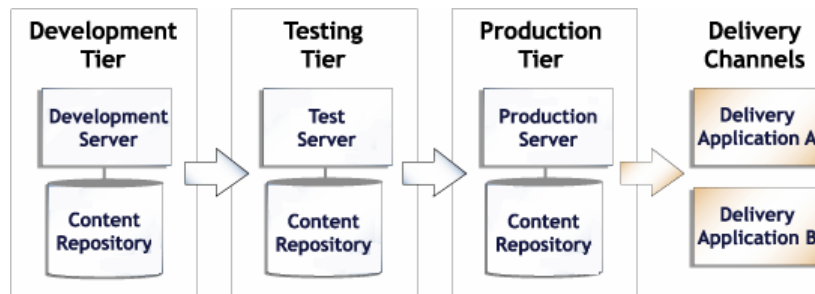 Development
Tier
Testing
Tier
Production
Tier
Delivery
Channels
Development
Server
Test
Server
Production
Server
Delivery
Application A
Content
Repository
Content
Repository
Content
Repository
Delivery
Application B